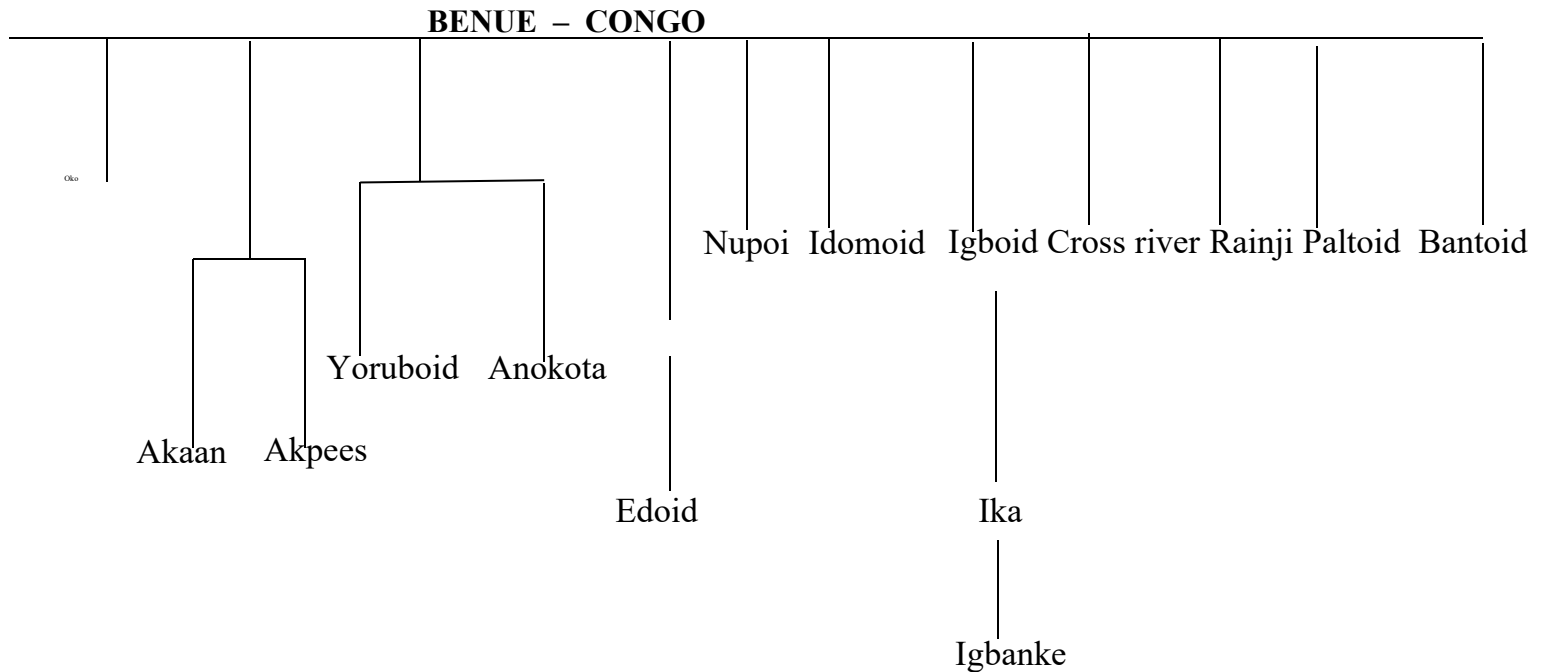 BENUE – CONGO
Oko
Nupoi Idomoid Igboid Cross river Rainji Paltoid Bantoid
Yoruboid Anokota
Akaan Akpees
Edoid Ika
Igbanke